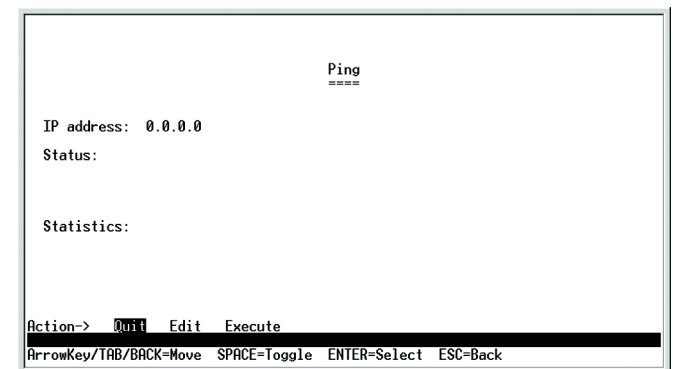 Ping
====
IP address: 0.0.0.0
Status:
Statistics:
Action-> Quit Edit Execute
ArrowKey/TAB/BACK=Move SPACE=Toggle ENTER=Select ESC=Back